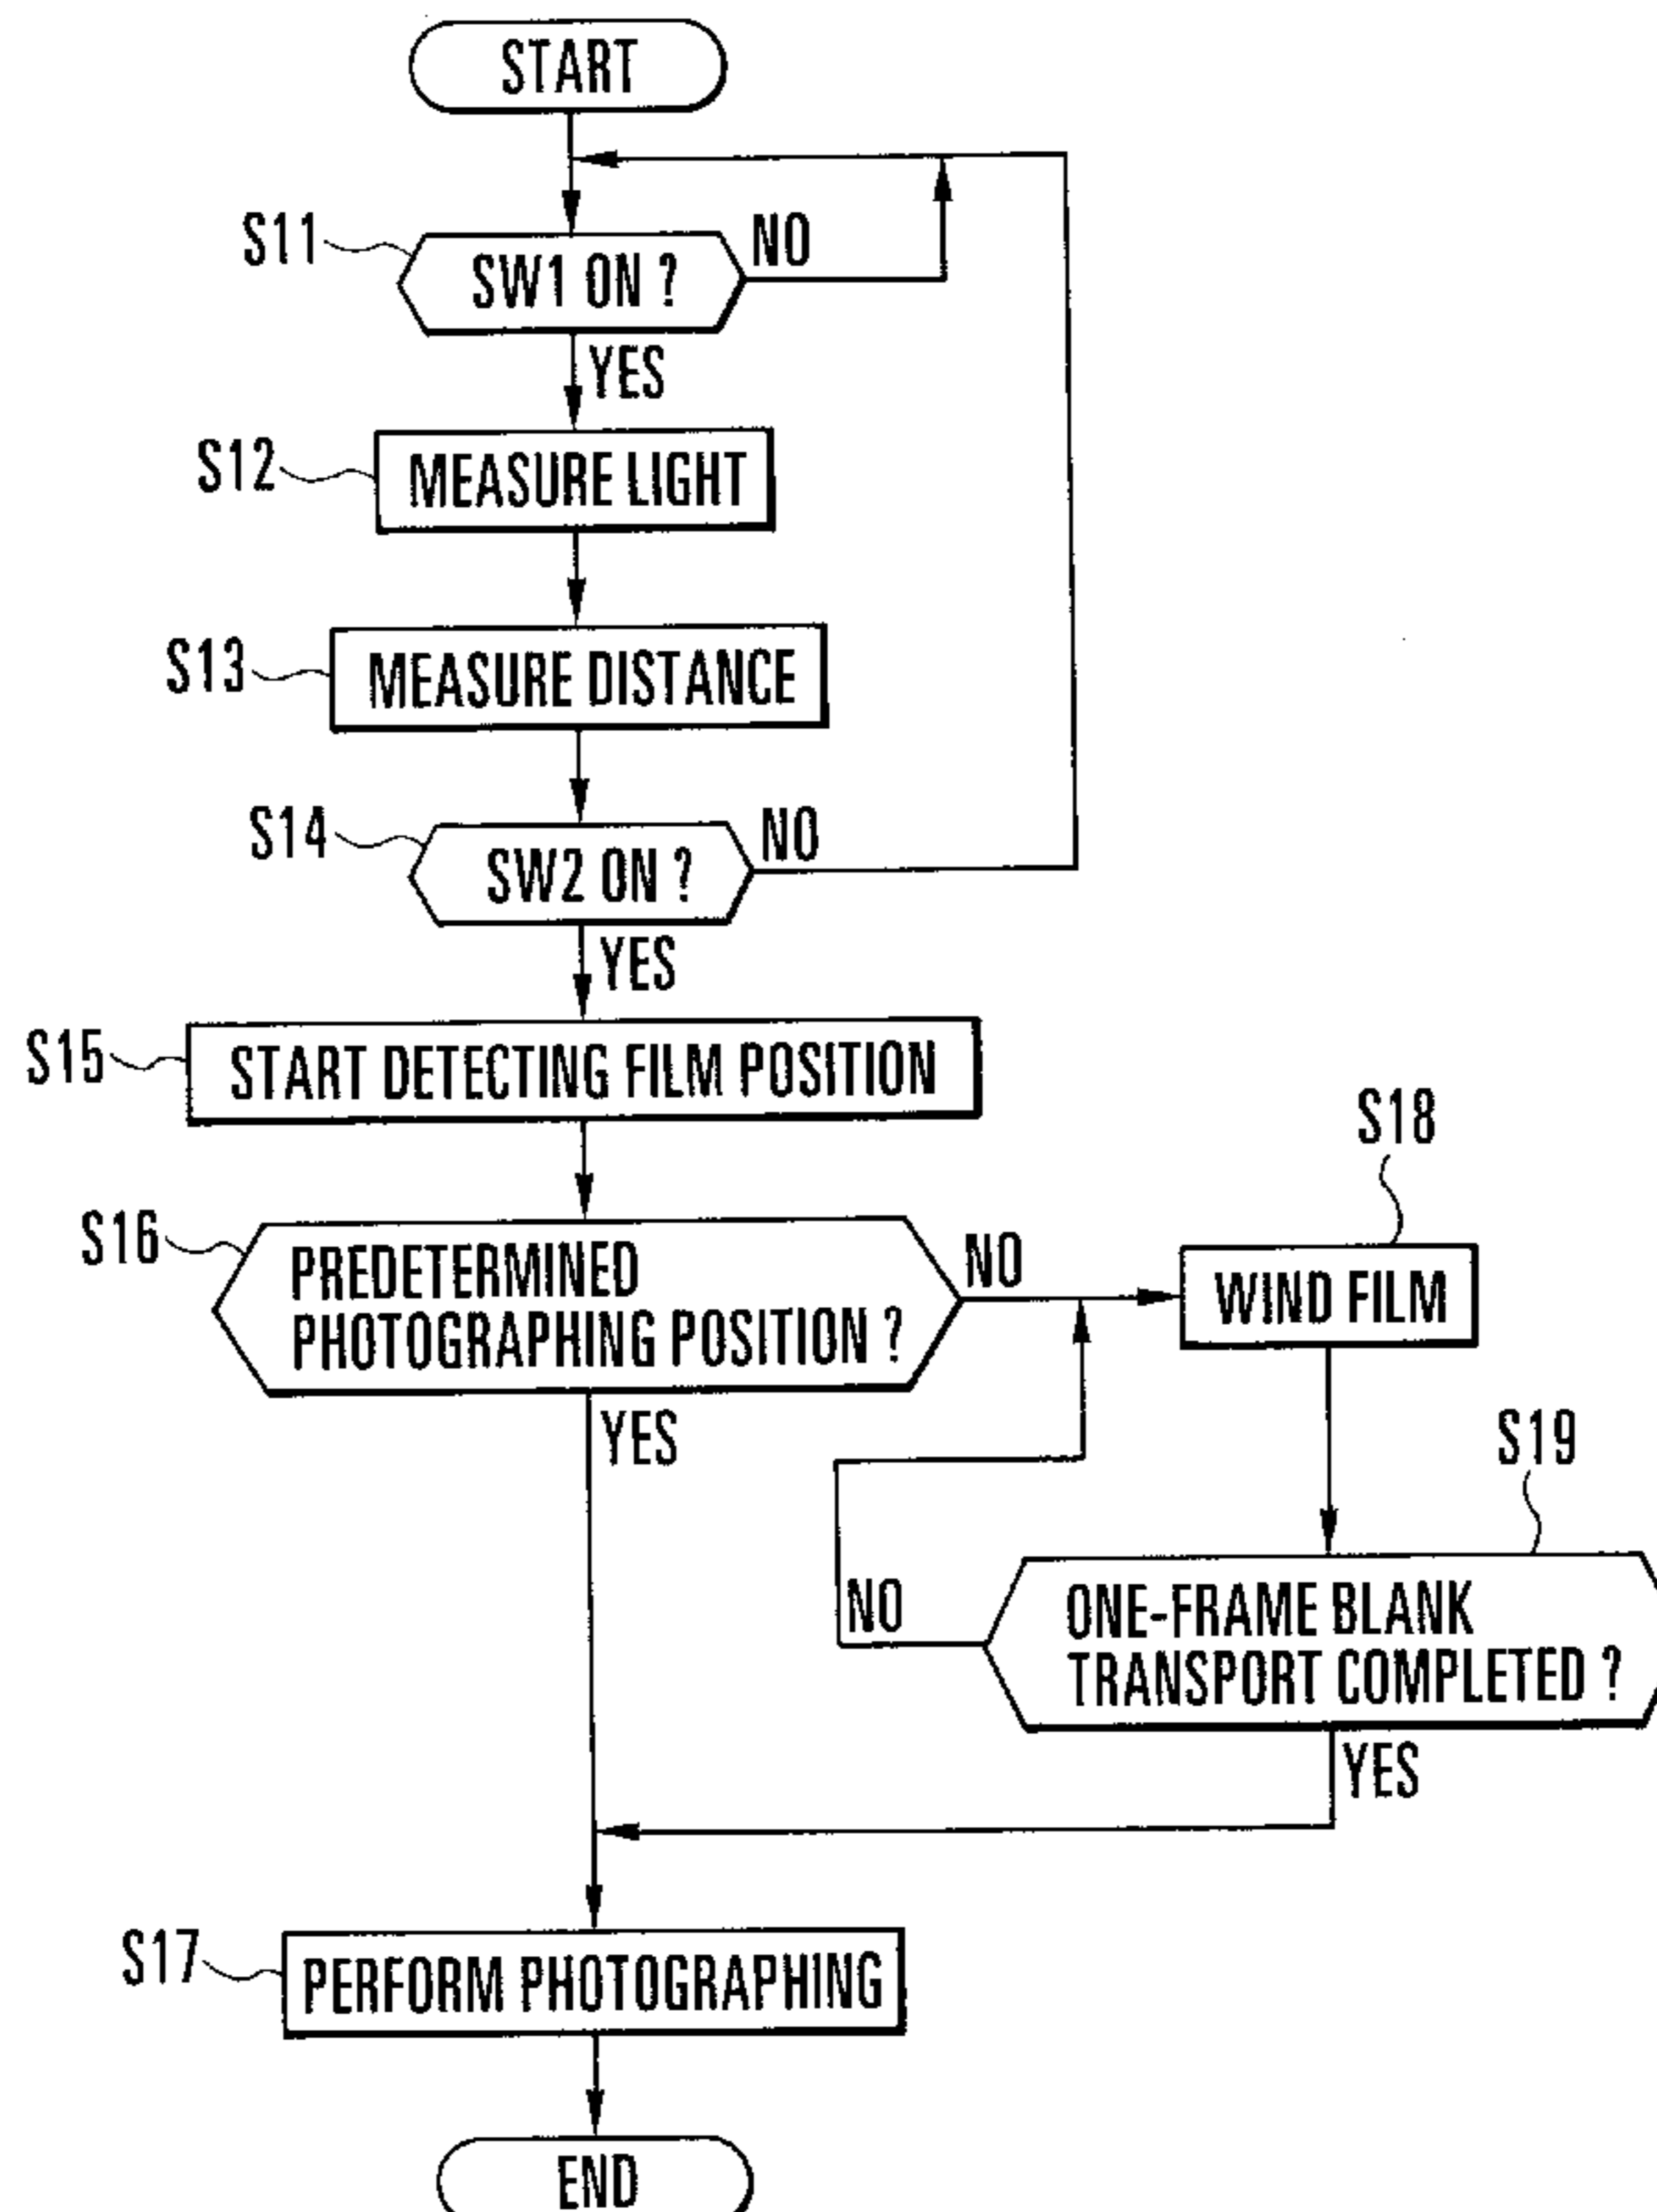 START
S11
SW1 ON ?
NO
YES
S12
MEASURE LIGHT
S13
MEASURE DISTANCE
S14
SW2 ON ?
NO
YES
S15
START DETECTING FILM POSITION
S16
PREDETERMINED
PHOTOGRAPHING POSITION ?
NO
YES
S18
WIND FILM
S19
ONE-FRAME BLANK
TRANSPORT COMPLETED ?
NO
YES
S17
PERFORM PHOTOGRAPHING
END